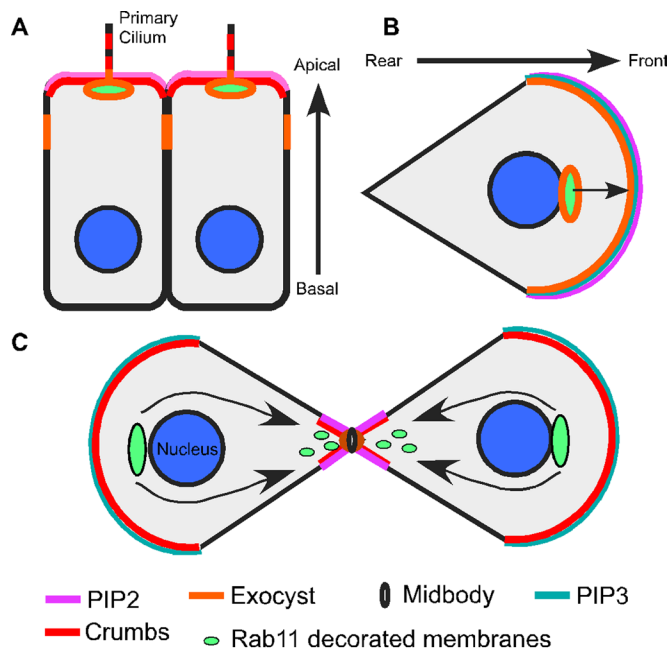 A
Primary
Cilium
Apical
Basal
B
Rear
Front
C
Nucleus
PIP2
Exocyst
Midbody
PIP3
Crumbs
Rab11 decorated membranes